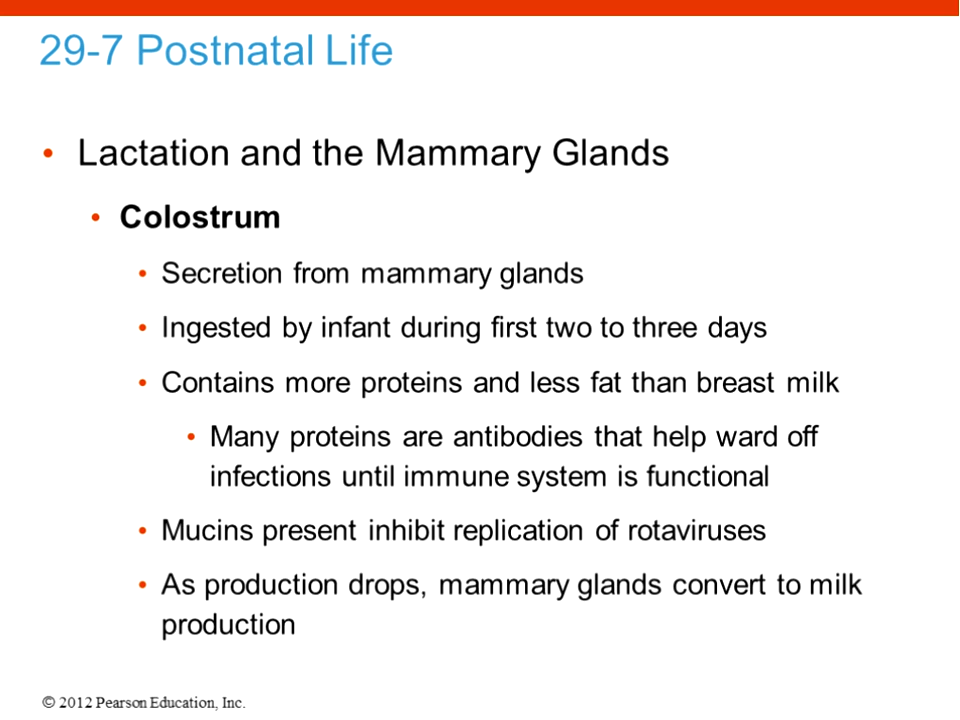 29-7 Postnatal Life
• Lactation and the Mammary Glands
• Colostrum
• Secretion from mammary glands
• Ingested by infant during first two to three days
• Contains more proteins and less fat than breast milk
• Many proteins are antibodies that help ward off
infections until immune system is functional
• Mucins present inhibit replication of rotaviruses
• As production drops, mammary glands convert to milk
production
© 2012 Pearson Education, Inc.